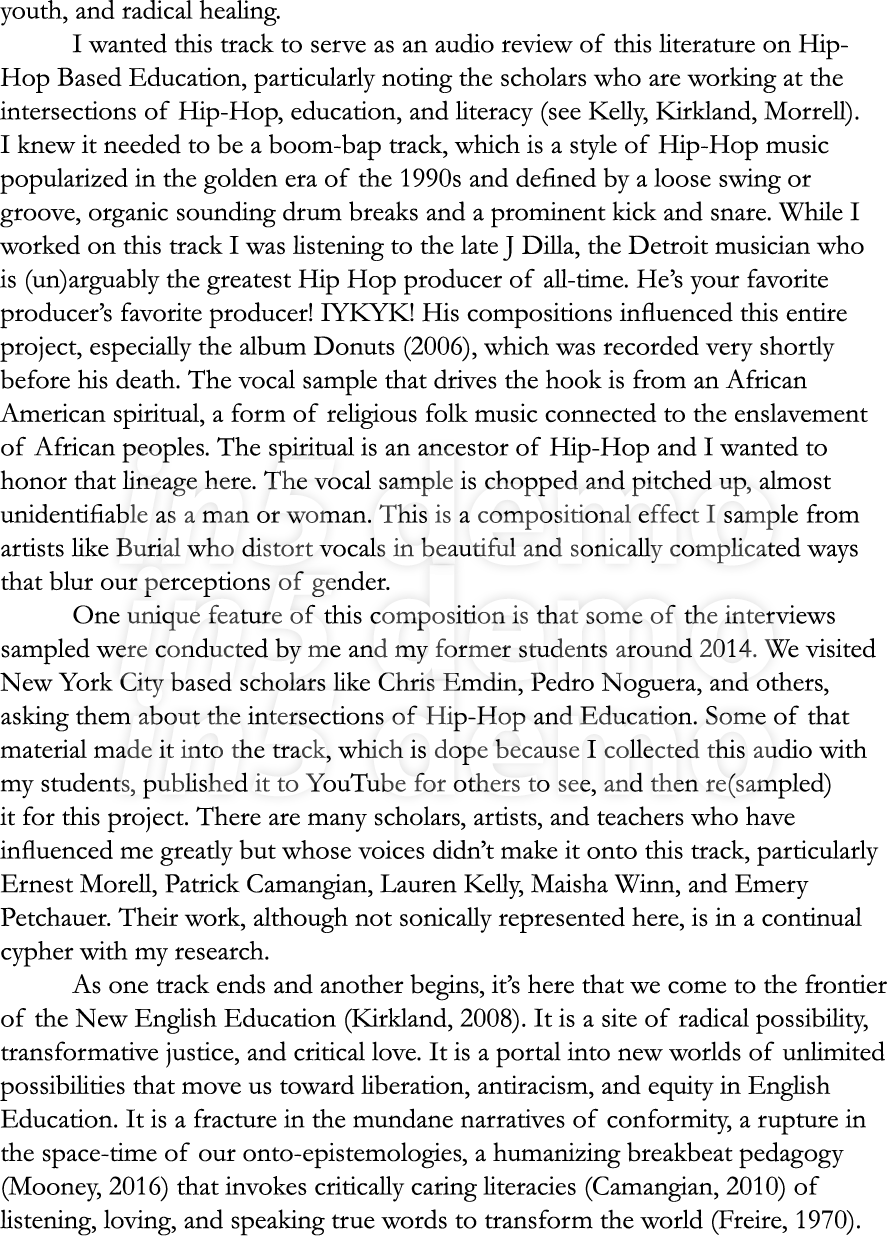 youth, and radical healing.
I wanted this track to serve as an audio review of this literature on Hip-
Hop Based Education, particularly noting the scholars who are working at the
intersections of Hip-Hop, education, and literacy (see Kelly, Kirkland, Morrell).
I knew it needed to be a boom-bap track, which is a style of Hip-Hop music
popularized in the golden era of the 1990s and defined by a loose swing or
groove, organic sounding drum breaks and a prominent kick and snare. While I
worked on this track I was listening to the late J Dilla, the Detroit musician who
is (un)arguably the greatest Hip Hop producer of all-time. He’s your favorite
producer’s favorite producer! IYKYK! His compositions influenced this entire
project, especially the album Donuts (2006), which was recorded very shortly
before his death. The vocal sample that drives the hook is from an African
American spiritual, a form of religious folk music connected to the enslavement
of African peoples. The spiritual is an ancestor of Hip-Hop and I wanted to
honor that lineage here. The vocal sample is chopped and pitched up, almost
unidentifiable as a man or woman. This is a compositional effect I sample from
artists like Burial who distort vocals in beautiful and sonically complicated ways
that blur our perceptions of gender.
One unique feature of this composition is that some of the interviews
sampled were conducted by me and my former students around 2014. We visited
New York City based scholars like Chris Emdin, Pedro Noguera, and others,
asking them about the intersections of Hip-Hop and Education. Some of that
material made it into the track, which is dope because I collected this audio with
my students, published it to YouTube for others to see, and then re(sampled)
it for this project. There are many scholars, artists, and teachers who have
influenced me greatly but whose voices didn’t make it onto this track, particularly
Ernest Morell, Patrick Camangian, Lauren Kelly, Maisha Winn, and Emery
Petchauer. Their work, although not sonically represented here, is in a continual
cypher with my research.
As one track ends and another begins, it’s here that we come to the frontier
of the New English Education (Kirkland, 2008). It is a site of radical possibility,
transformative justice, and critical love. It is a portal into new worlds of unlimited
possibilities that move us toward liberation, antiracism, and equity in English
Education. It is a fracture in the mundane narratives of conformity, a rupture in
the space-time of our onto-epistemologies, a humanizing breakbeat pedagogy
(Mooney, 2016) that invokes critically caring literacies (Camangian, 2010) of
listening, loving, and speaking true words to transform the world (Freire, 1970).
in5 demo
in5 demo
in5 demo